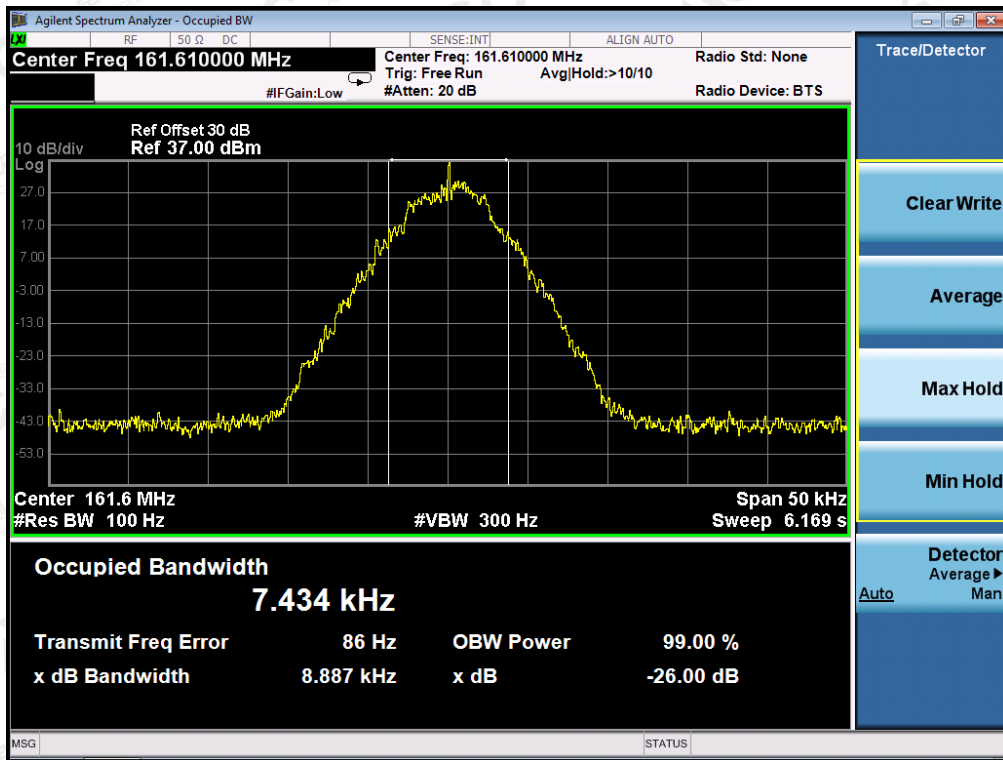 Agilent Spectrum Analyzer - Occupied BW
LXI
RF 50 Ω DC SENSE:INT ALIGN AUTO
Center Freq 161.610000 MHz
Center Freq: 161.610000 MHz Radio Std: None
Trig: Free Run Avg|Hold:>10/10
#IFGain:Low #Atten: 20 dB Radio Device: BTS
Ref Offset 30 dB
10 dB/div Ref 37.00 dBm
Log
27.0
17.0
7.00
-3.00
-13.0
-23.0
-33.0
-43.0
-53.0
Center 161.6 MHz Span 50 kHz
#Res BW 100 Hz #VBW 300 Hz Sweep 6.169 s
Occupied Bandwidth
7.434 kHz
Transmit Freq Error 86 Hz OBW Power 99.00 %
x dB Bandwidth 8.887 kHz x dB -26.00 dB
MSG STATUS
Trace/Detector
Clear Write
Average
Max Hold
Min Hold
Detector
Average▶
Auto Man